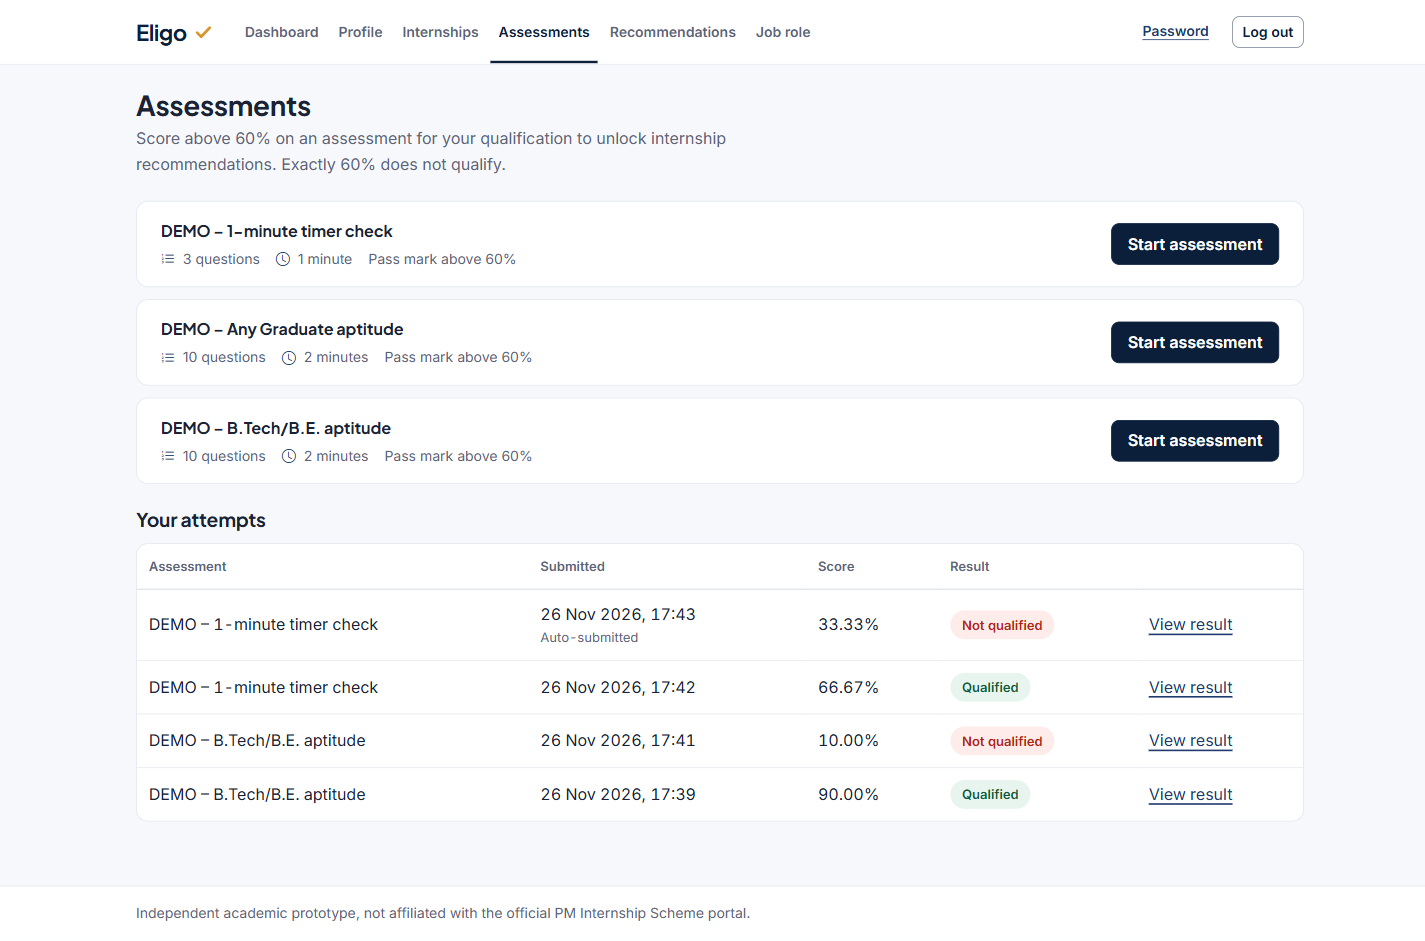 Eligo
Dashboard Profile Internships Assessments Recommendations Job role Password Log out
Assessments
Score above 60% on an assessment for your qualification to unlock internship
recommendations. Exactly 60% does not qualify.
DEMO – 1-minute timer check
3 questions 1 minute Pass mark above 60%
Start assessment
DEMO – Any Graduate aptitude
10 questions 2 minutes Pass mark above 60%
Start assessment
DEMO – B.Tech/B.E. aptitude
10 questions 2 minutes Pass mark above 60%
Start assessment
Your attempts
Assessment Submitted Score Result
DEMO – 1-minute timer check 26 Nov 2026, 17:43 33.33% Not qualified View result
Auto-submitted
DEMO – 1-minute timer check 26 Nov 2026, 17:42 66.67% Qualified View result
DEMO – B.Tech/B.E. aptitude 26 Nov 2026, 17:41 10.00% Not qualified View result
DEMO – B.Tech/B.E. aptitude 26 Nov 2026, 17:39 90.00% Qualified View result
Independent academic prototype, not affiliated with the official PM Internship Scheme portal.